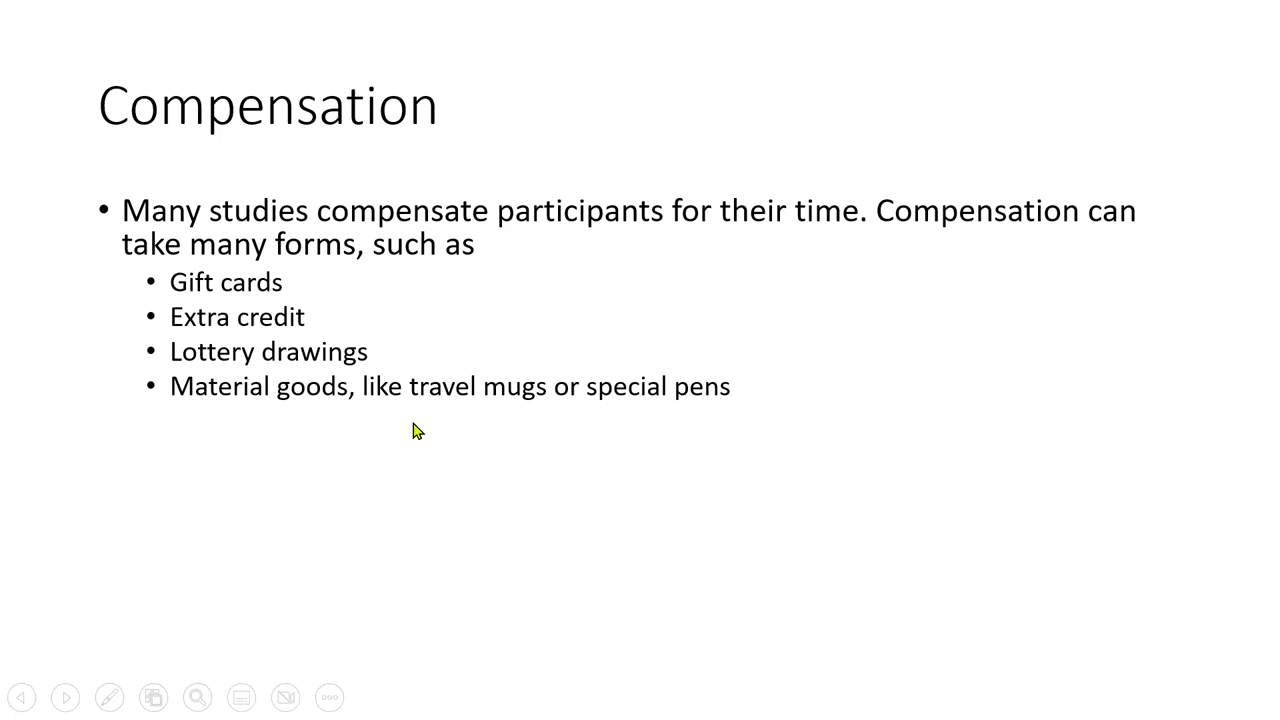 Compensation
• Many studies compensate participants for their time. Compensation can
take many forms, such as
• Gift cards
• Extra credit
• Lottery drawings
• Material goods, like travel mugs or special pens